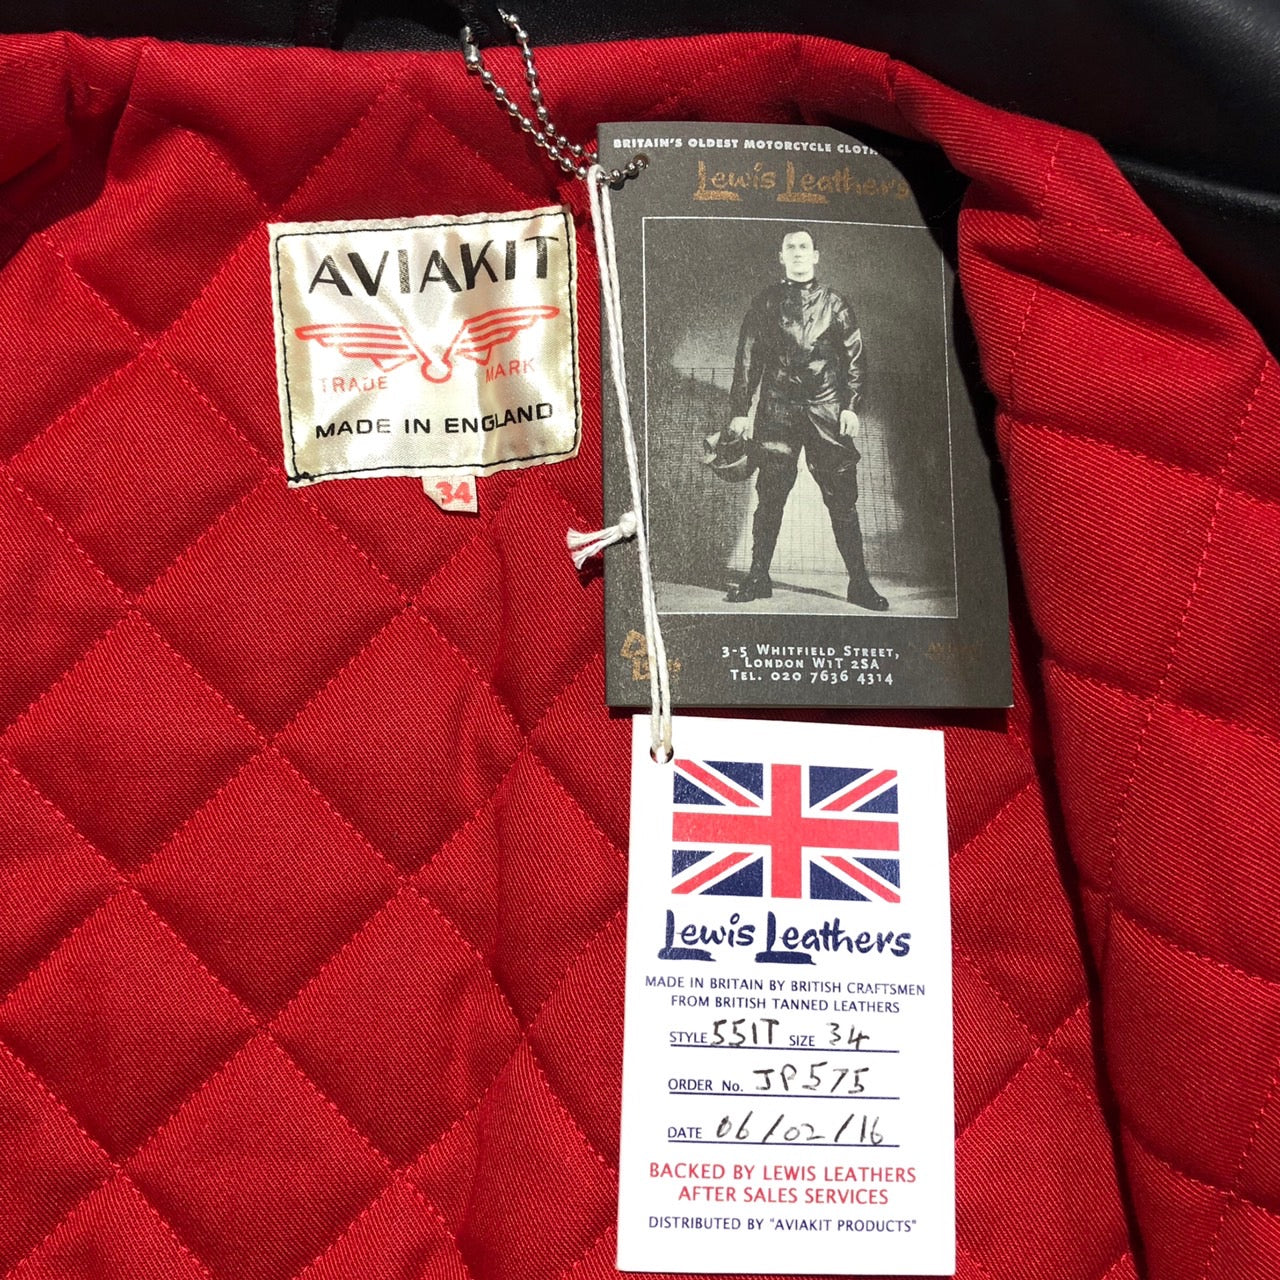 AVIAKIT
TRADE MARK
MADE IN ENGLAND
34
BRITAIN'S OLDEST MOTORCYCLE
Lewis Leathers
3-5 WHITFIELD STREET,
LONDON W1T 2SA
TEL. 020 7636 4314
Lewis Leathers
MADE IN BRITAIN BY BRITISH CRAFTSMEN
FROM BRITISH TANNED LEATHERS
STYLE 551T SIZE 34
ORDER No. JP575
DATE 06/02/16
BACKED BY LEWIS LEATHERS
AFTER SALES SERVICES
DISTRIBUTED BY "AVIAKIT PRODUCTS"